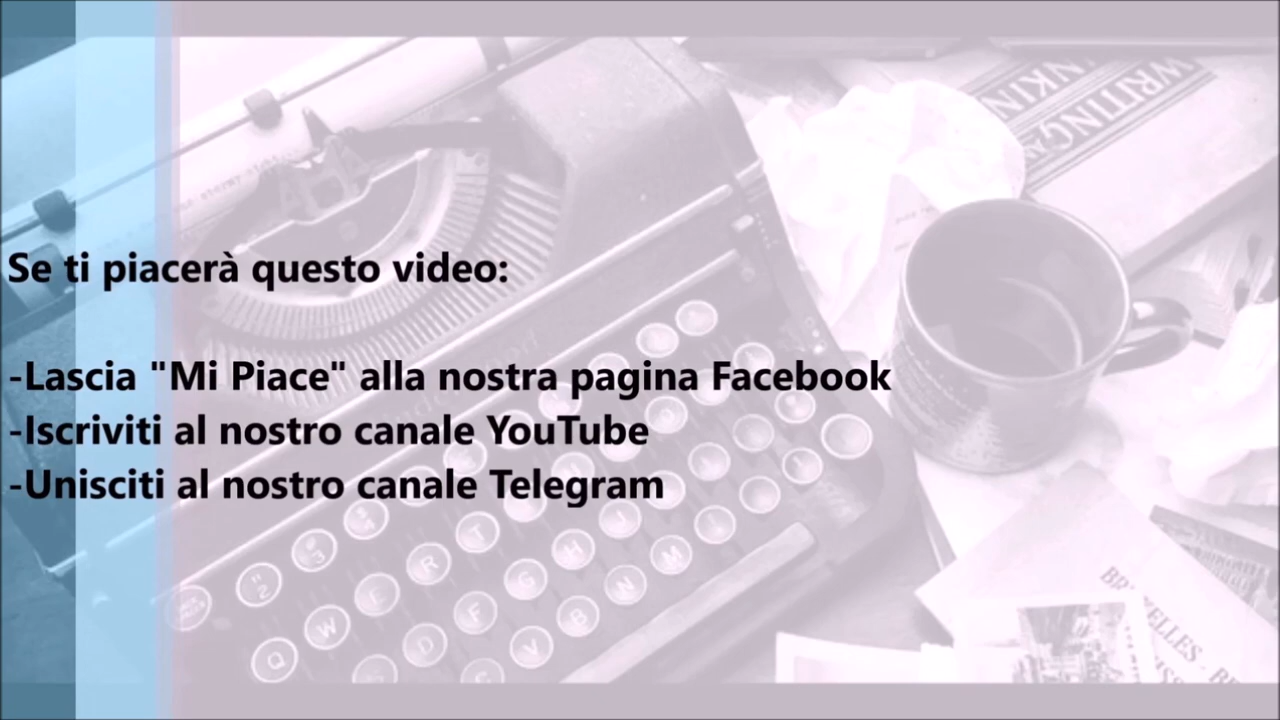 Se ti piacerà questo video:
-Lascia "Mi Piace" alla nostra pagina Facebook
-Iscriviti al nostro canale YouTube
-Unisciti al nostro canale Telegram
WRITING